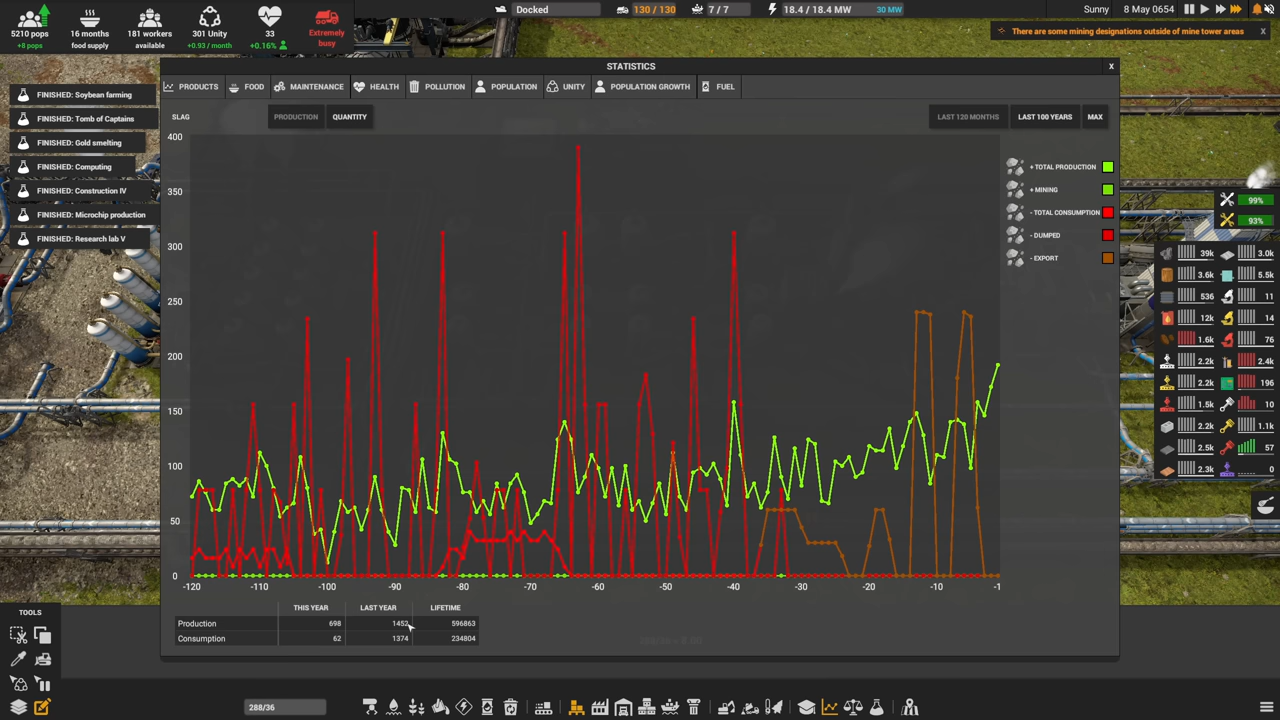 5210 pops
+8 pops
16 months
food supply
181 workers
available
301 Unity
+0.93 / month
33
+0.16%
Extremely
busy
Docked
130 / 130
7 / 7
18.4 / 18.4 MW
30 MW
Sunny
8 May 0654
There are some mining designations outside of mine tower areas
X
FINISHED: Soybean farming
FINISHED: Tomb of Captains
FINISHED: Gold smelting
FINISHED: Computing
FINISHED: Construction IV
FINISHED: Microchip production
FINISHED: Research lab V
STATISTICS
X
PRODUCTS
FOOD
MAINTENANCE
HEALTH
POLLUTION
POPULATION
UNITY
POPULATION GROWTH
FUEL
SLAG
PRODUCTION
QUANTITY
LAST 120 MONTHS
LAST 100 YEARS
MAX
400
350
300
250
200
150
100
50
0
-120
-110
-100
-90
-80
-70
-60
-50
-40
-30
-20
-10
-1
+ TOTAL PRODUCTION
+ MINING
- TOTAL CONSUMPTION
- DUMPED
- EXPORT
THIS YEAR
LAST YEAR
LIFETIME
Production
698
1452
596863
Consumption
62
1374
234804
99%
93%
39k
3.0k
3.6k
5.5k
536
11
12k
14
1.6k
76
2.2k
2.4k
2.2k
196
1.5k
10
2.2k
1.1k
2.5k
57
2.3k
0
TOOLS
288/36